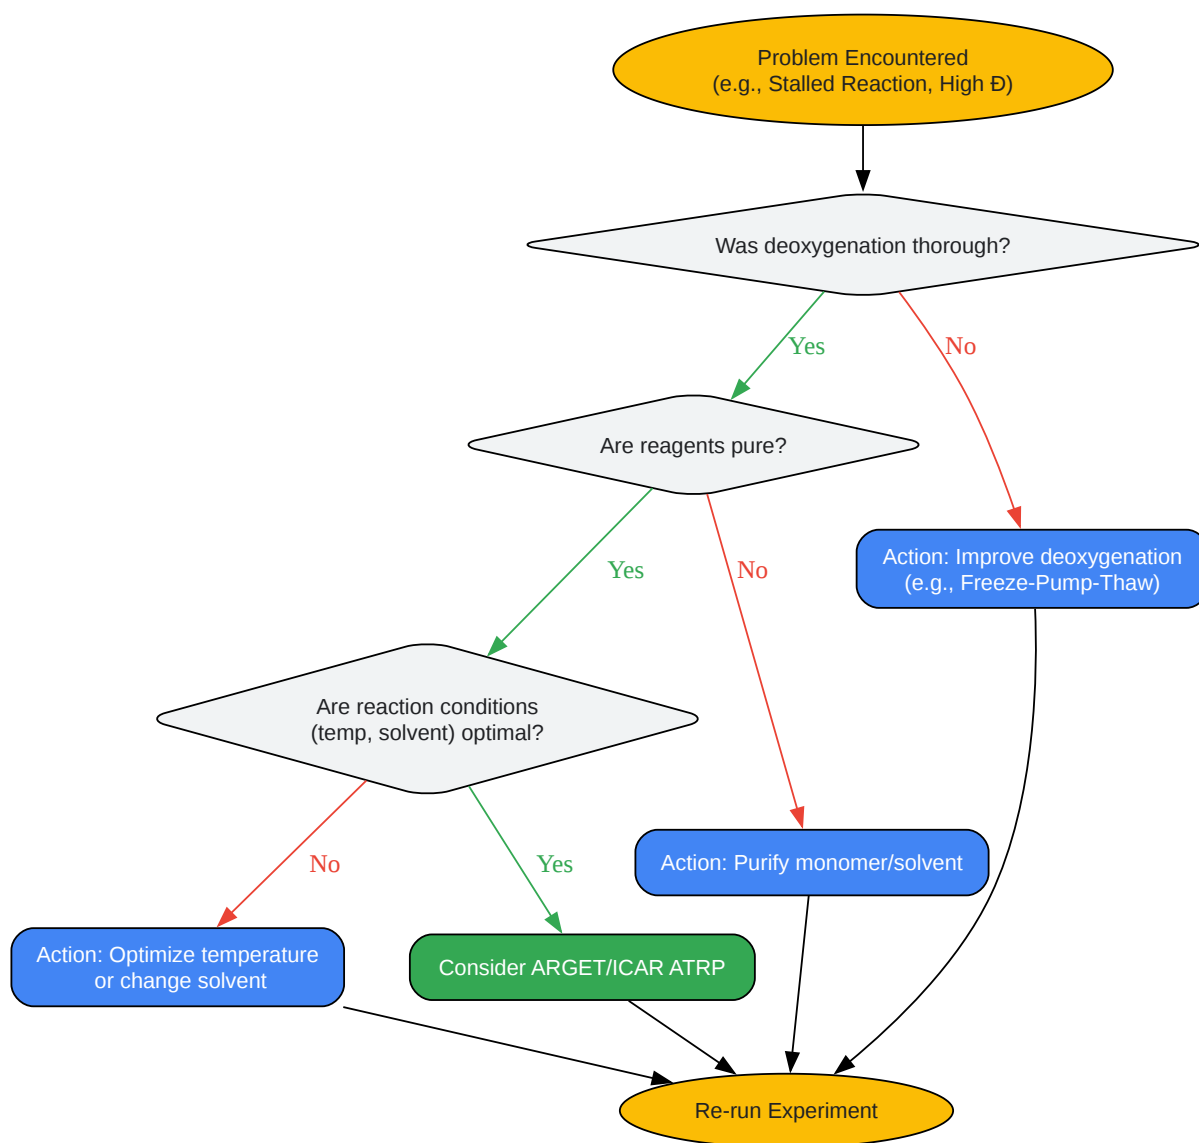 Problem Encountered
(e.g., Stalled Reaction, High Đ)
Was deoxygenation thorough?
Yes
No
Are reagents pure?
Yes
No
Action: Improve deoxygenation
(e.g., Freeze-Pump-Thaw)
Are reaction conditions
(temp, solvent) optimal?
No
Yes
Action: Purify monomer/solvent
Action: Optimize temperature
or change solvent
Consider ARGET/ICAR ATRP
Re-run Experiment